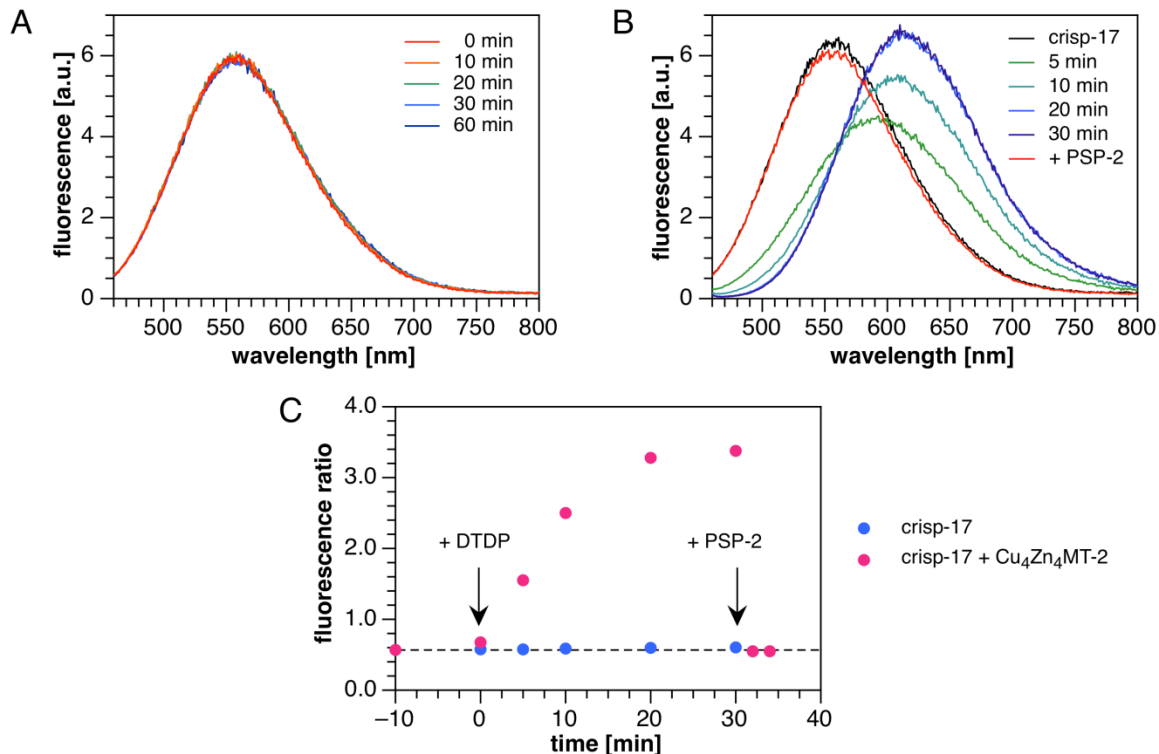 A
fluorescence [a.u.]
6
4
2
0
0 min
10 min
20 min
30 min
60 min
500 550 600 650 700 750 800
wavelength [nm]
B
fluorescence [a.u.]
6
4
2
0
crisp-17
5 min
10 min
20 min
30 min
+ PSP-2
500 550 600 650 700 750 800
wavelength [nm]
C
fluorescence ratio
4.0
3.0
2.0
1.0
0.0
+ DTDP
+ PSP-2
crisp-17
crisp-17 + Cu₄Zn₄MT-2
−10 0 10 20 30 40
time [min]